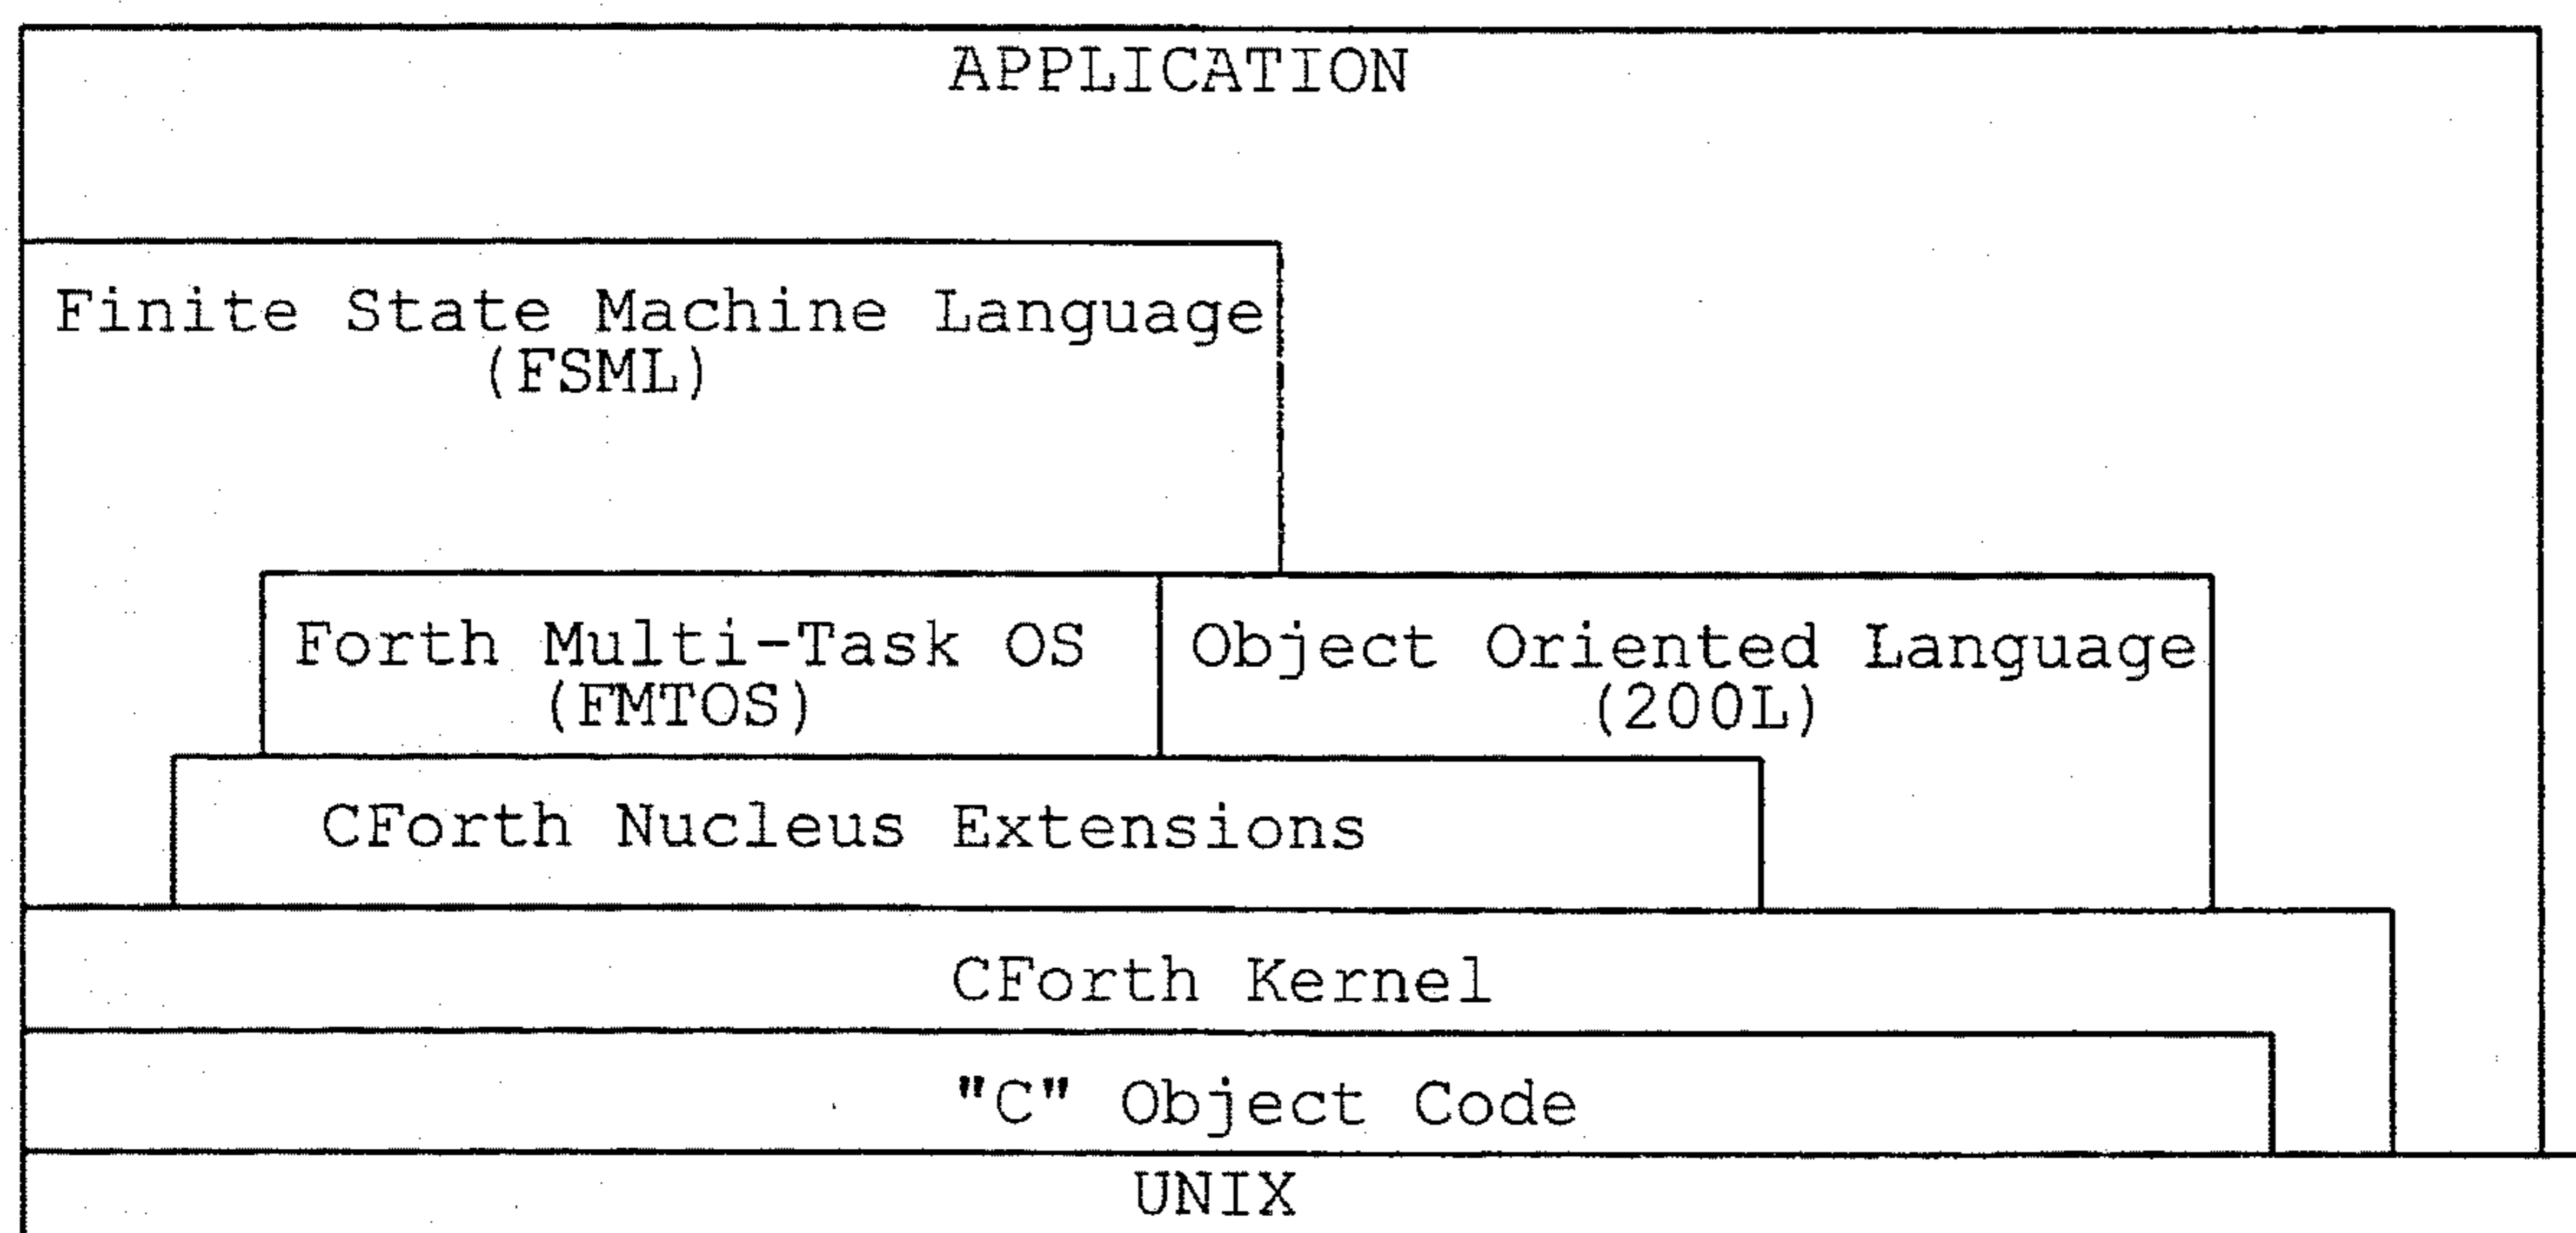 APPLICATION
Finite State Machine Language
(FSML)
Forth Multi-Task OS
(FMTOS)
Object Oriented Language
(200L)
CForth Nucleus Extensions
CForth Kernel
"C" Object Code
UNIX